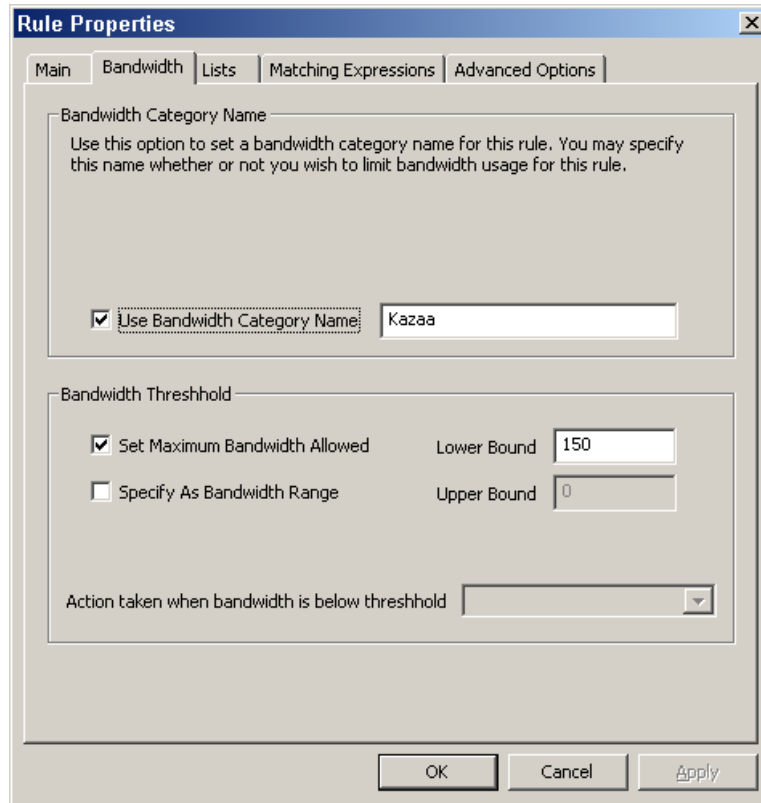 Rule Properties
Main Bandwidth Lists Matching Expressions Advanced Options
Bandwidth Category Name
Use this option to set a bandwidth category name for this rule. You may specify
this name whether or not you wish to limit bandwidth usage for this rule.
Use Bandwidth Category Name Kazaa
Bandwidth Threshhold
Set Maximum Bandwidth Allowed Lower Bound 150
Specify As Bandwidth Range Upper Bound 0
Action taken when bandwidth is below threshhold
OK Cancel Apply